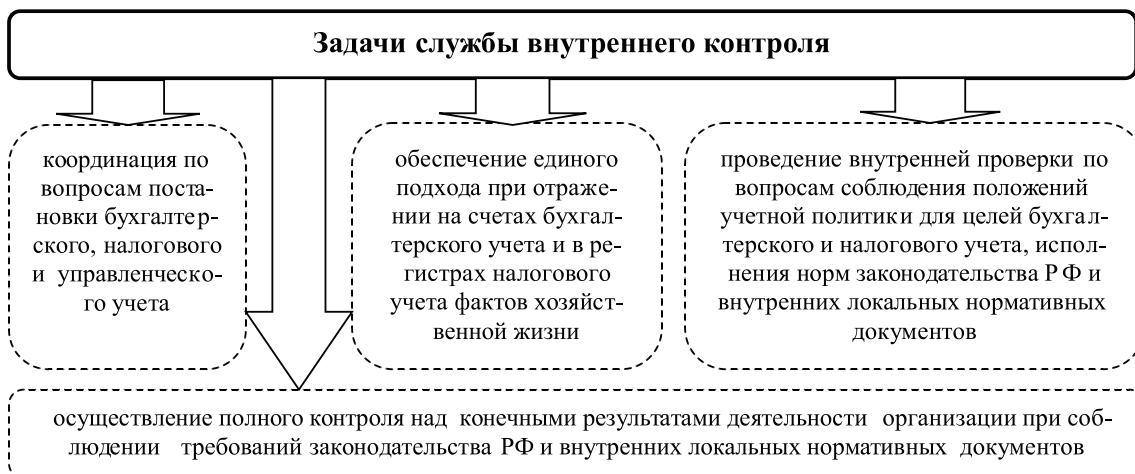 Задачи службы внутреннего контроля
координация по
вопросам поста-
новки бухгалтер-
ского, налогового
и управленческо-
го учета
обеспечение единого
подхода при отраже-
нии на счетах бухгал-
терского учета и в ре-
гистрах налогового
учета фактов хозяйст-
венной жизни
проведение внутренней проверки по
вопросам соблюдения положений
учетной политики для целей бухгал-
терского и налогового учета, испол-
нения норм законодательства РФ и
внутренних локальных нормативных
документов
осуществление полного контроля над конечными результатами деятельности организации при соб-
людении требований законодательства РФ и внутренних локальных нормативных документов